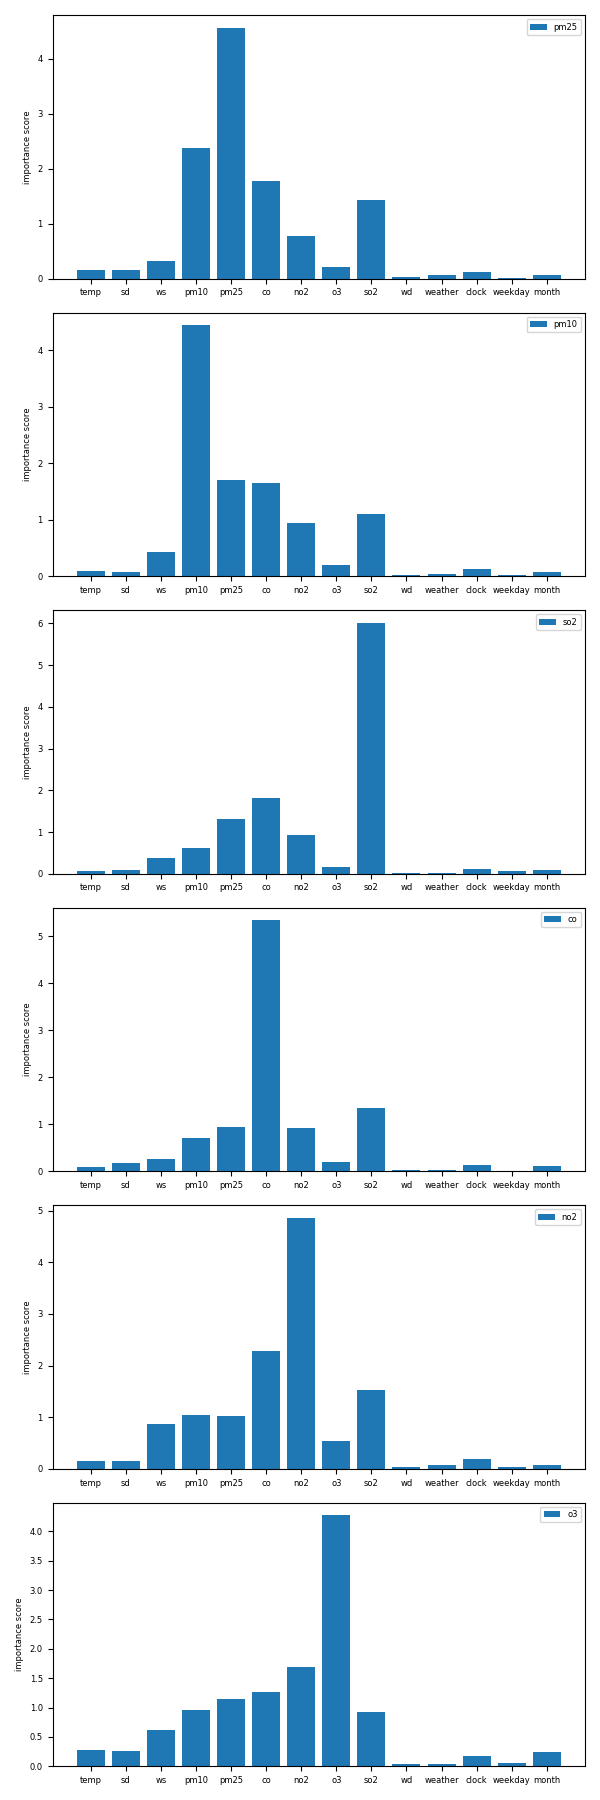 pm25
importance score
4
3
2
1
0
temp sd ws pm10 pm25 co no2 o3 so2 wd weather clock weekday month
pm10
importance score
4
3
2
1
0
temp sd ws pm10 pm25 co no2 o3 so2 wd weather clock weekday month
so2
importance score
6
5
4
3
2
1
0
temp sd ws pm10 pm25 co no2 o3 so2 wd weather clock weekday month
co
importance score
5
4
3
2
1
0
temp sd ws pm10 pm25 co no2 o3 so2 wd weather clock weekday month
no2
importance score
5
4
3
2
1
0
temp sd ws pm10 pm25 co no2 o3 so2 wd weather clock weekday month
o3
importance score
4.0
3.5
3.0
2.5
2.0
1.5
1.0
0.5
0.0
temp sd ws pm10 pm25 co no2 o3 so2 wd weather clock weekday month